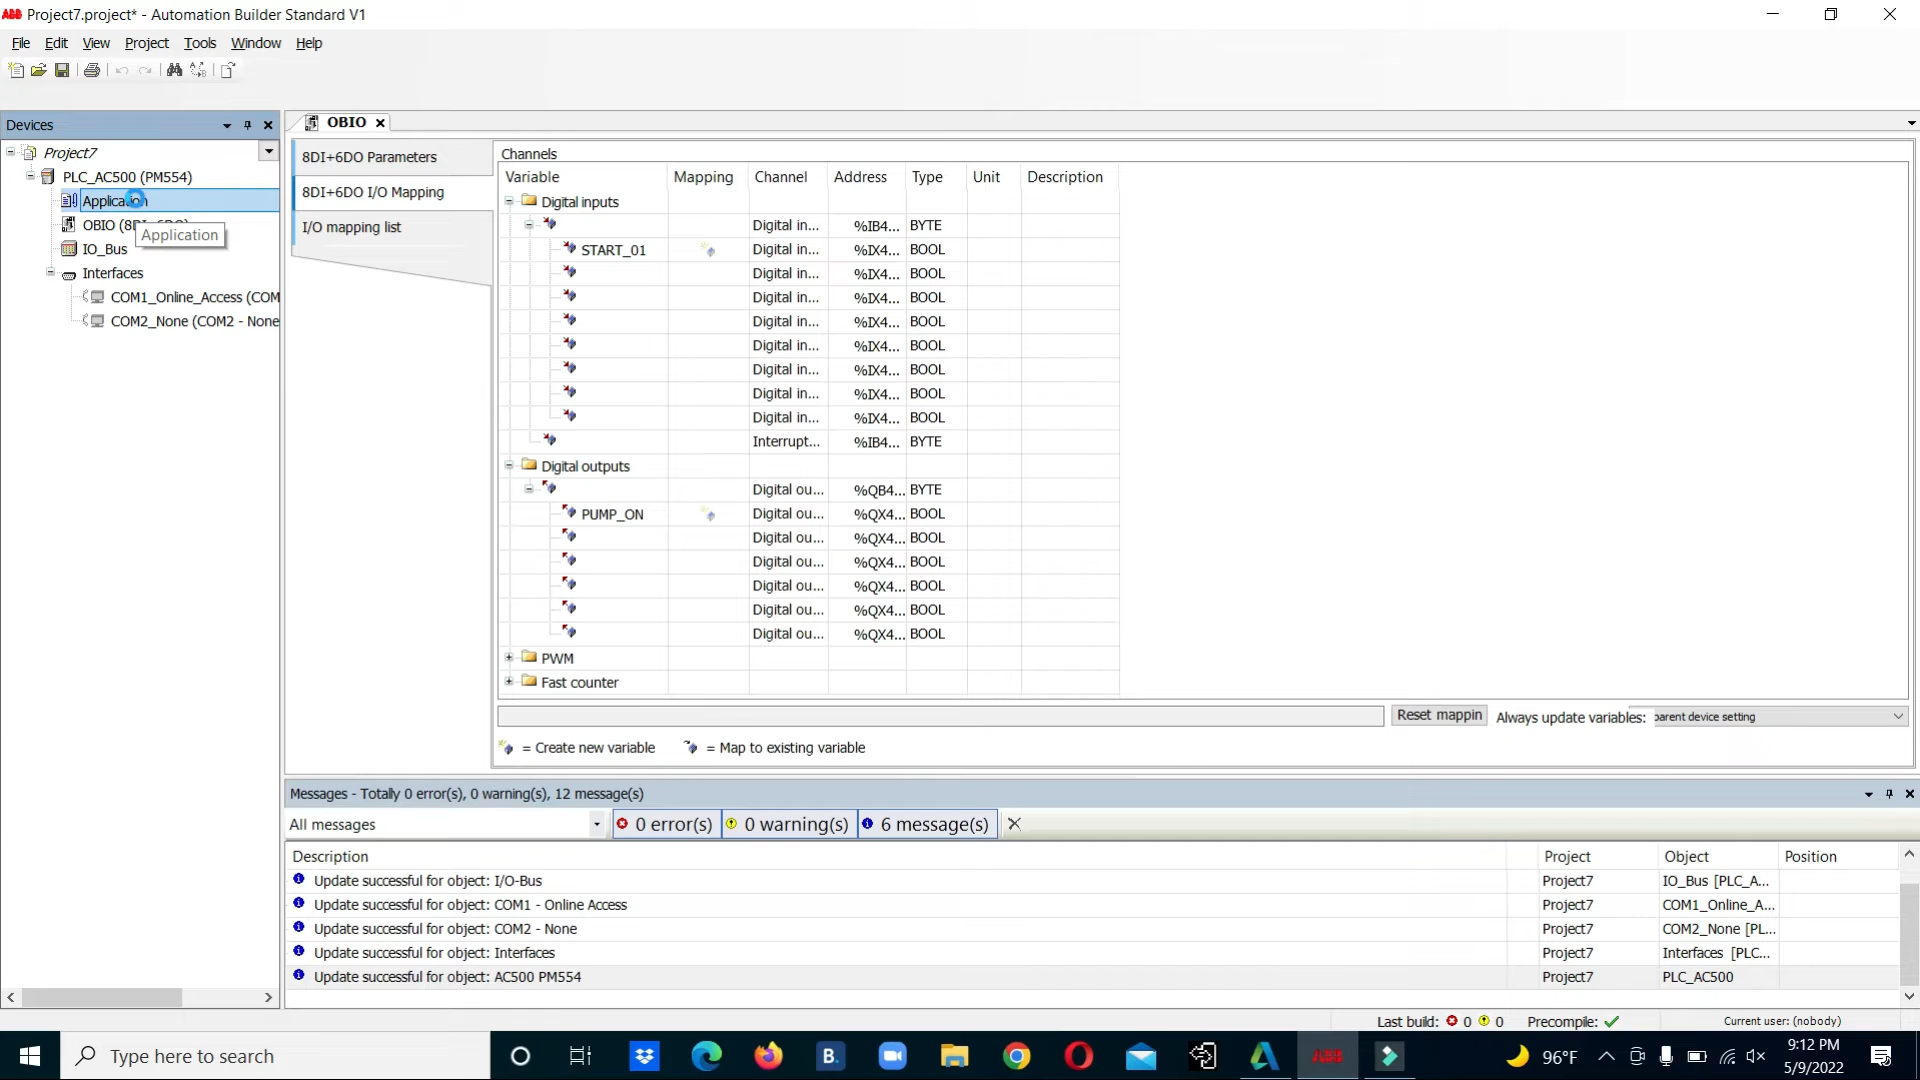 ABB Project7.project* - Automation Builder Standard V1
File Edit View Project Tools Window Help
Devices
Project7
PLC_AC500 (PM554)
Application
OBIO (8DI+6DO)
Application
IO_Bus
Interfaces
COM1_Online_Access (COM
COM2_None (COM2 - None
OBIO
8DI+6DO Parameters
8DI+6DO I/O Mapping
I/O mapping list
Channels
Variable Mapping Channel Address Type Unit Description
Digital inputs
Digital in... %IB4... BYTE
START_01 Digital in... %IX4... BOOL
Digital in... %IX4... BOOL
Digital in... %IX4... BOOL
Digital in... %IX4... BOOL
Digital in... %IX4... BOOL
Digital in... %IX4... BOOL
Digital in... %IX4... BOOL
Digital in... %IX4... BOOL
Interrupt... %IB4... BYTE
Digital outputs
Digital ou... %QB4... BYTE
PUMP_ON Digital ou... %QX4... BOOL
Digital ou... %QX4... BOOL
Digital ou... %QX4... BOOL
Digital ou... %QX4... BOOL
Digital ou... %QX4... BOOL
Digital ou... %QX4... BOOL
PWM
Fast counter
Reset mappin Always update variables: parent device setting
= Create new variable = Map to existing variable
Messages - Totally 0 error(s), 0 warning(s), 12 message(s)
All messages 0 error(s) 0 warning(s) 6 message(s)
Description Project Object Position
Update successful for object: I/O-Bus Project7 IO_Bus [PLC_A...
Update successful for object: COM1 - Online Access Project7 COM1_Online_A...
Update successful for object: COM2 - None Project7 COM2_None [PL...
Update successful for object: Interfaces Project7 Interfaces [PLC...
Update successful for object: AC500 PM554 Project7 PLC_AC500
Last build: 0 0 Precompile: Current user: (nobody)
Type here to search
B.
ABB
96°F
9:12 PM
5/9/2022